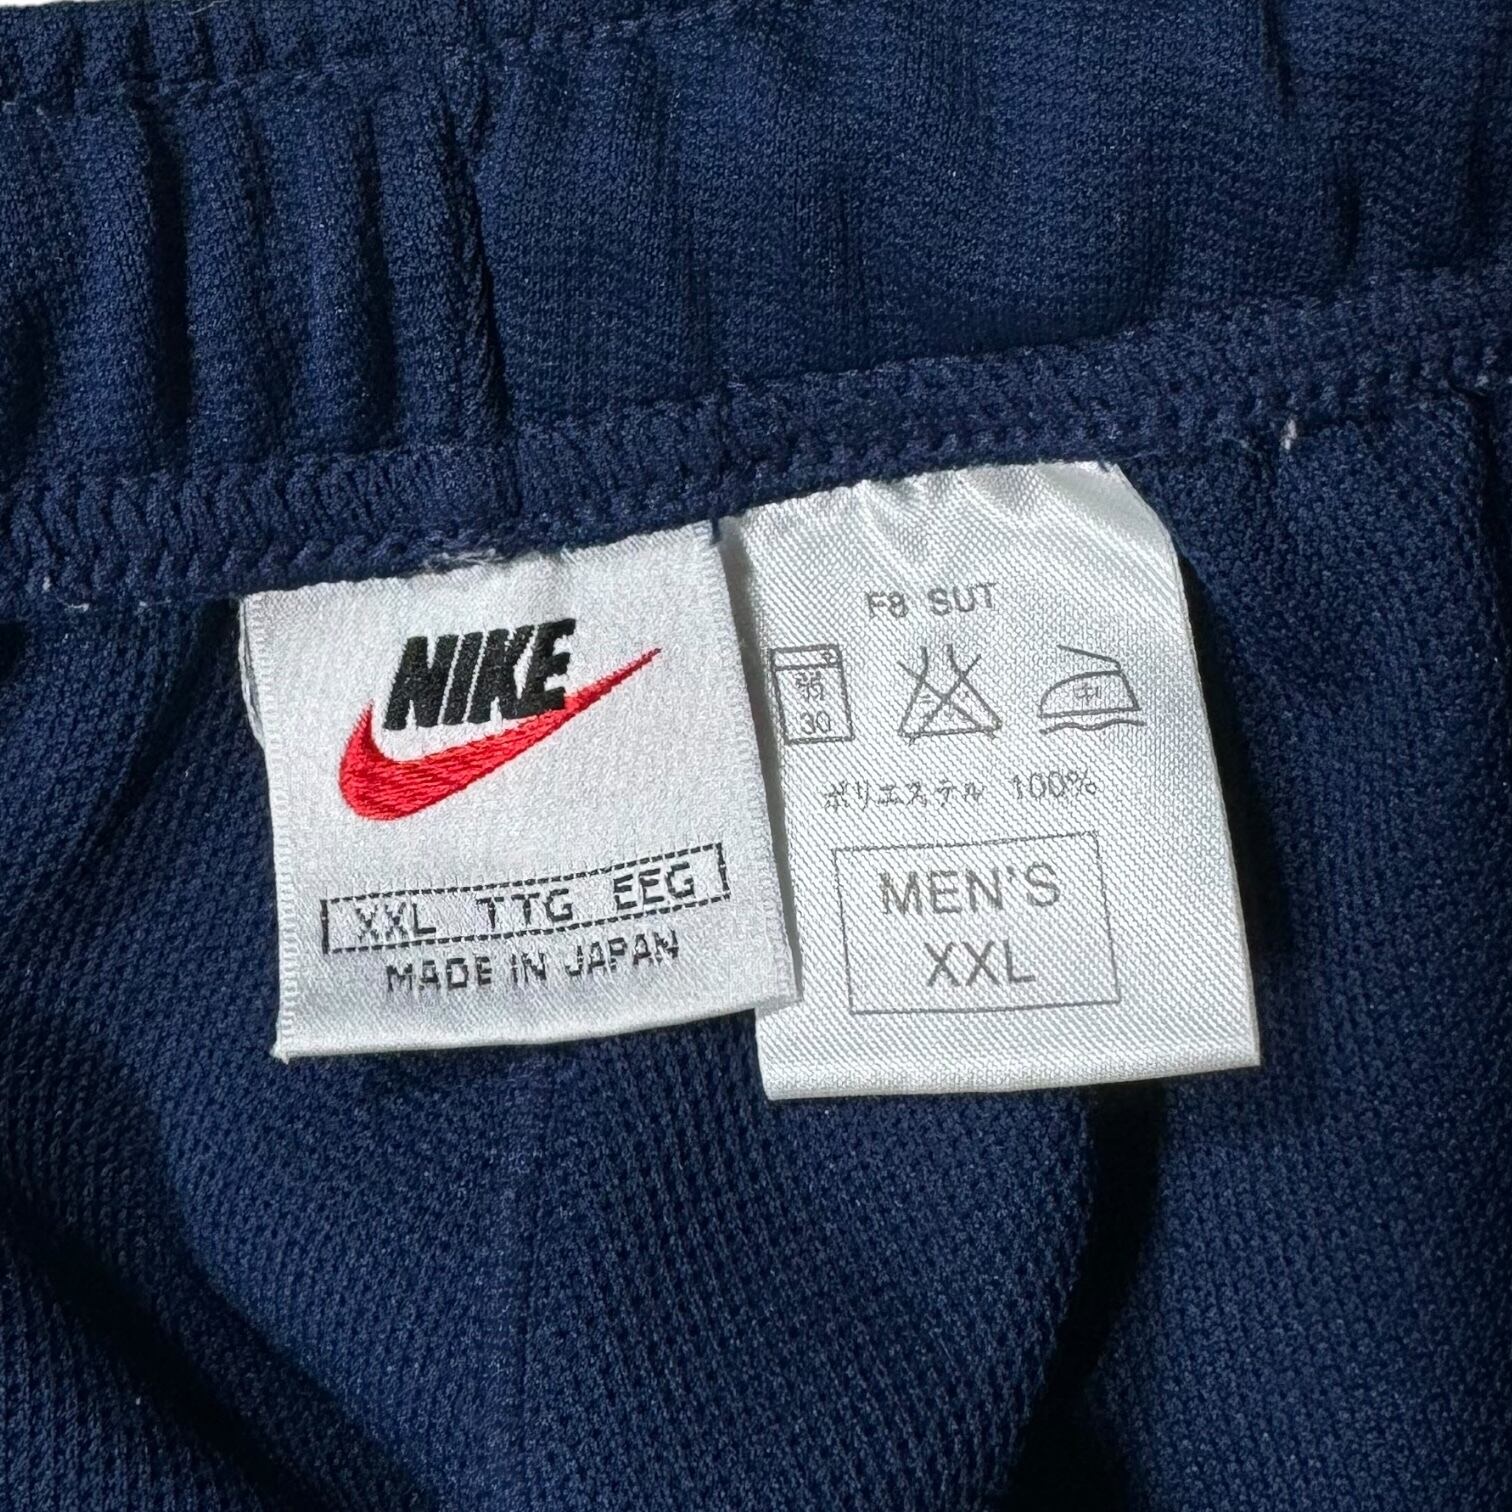 NIKE
XXL TTG EEG
MADE IN JAPAN
F8 SUT
弱
30
中
ポリエステル 100%
MEN'S
XXL